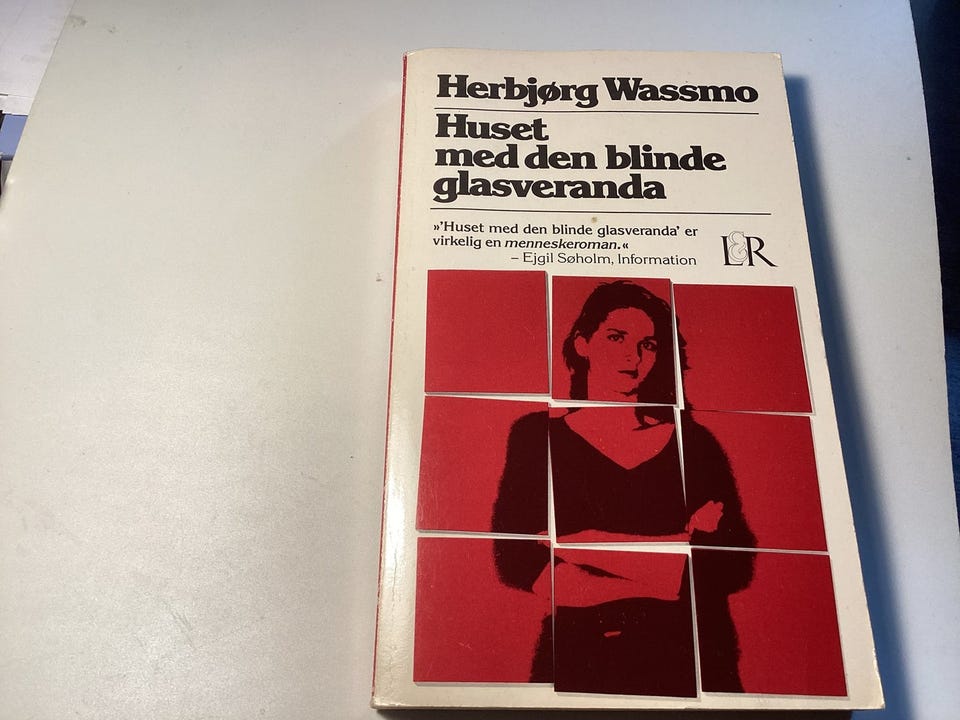 Herbjørg Wassmo
Huset
med den blinde
glasveranda
»'Huset med den blinde glasveranda' er
virkelig en menneskeroman.«
– Ejgil Søholm, Information
L&R